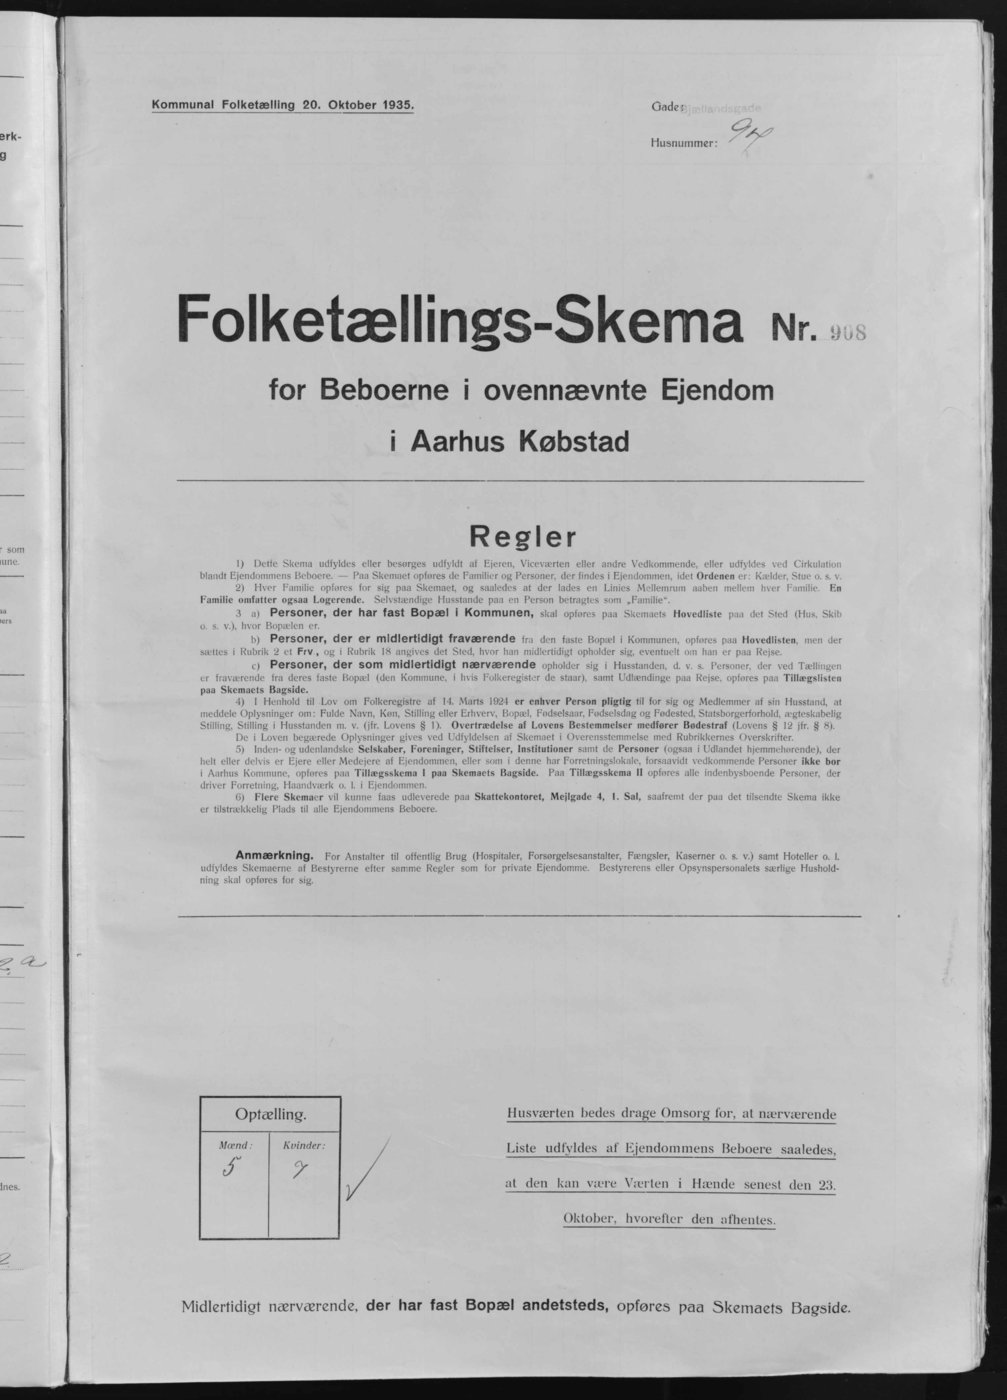 Kommunal Folketælling 20. Oktober 1935.
Gade: Sjællandsgade
Husnummer: 94
Folketællings-Skema Nr. 908
for Beboerne i ovennævnte Ejendom
i Aarhus Købstad
Regler
1) Dette Skema udfyldes eller besørges udfyldt af Ejeren, Viceværten eller andre Vedkommende, eller udfyldes ved Cirkulation
blandt Ejendommens Beboere. — Paa Skemaet opføres de Familier og Personer, der findes i Ejendommen, idet Ordenen er: Kælder, Stue o. s. v.
2) Hver Familie opføres for sig paa Skemaet, og saaledes at der lades en Linies Mellemrum aaben mellem hver Familie. En
Familie omfatter ogsaa Logerende. Selvstændige Husstande paa en Person betragtes som „Familie“.
3 a) Personer, der har fast Bopæl i Kommunen, skal opføres paa Skemaets Hovedliste paa det Sted (Hus, Skib
o. s. v.), hvor Bopælen er.
b) Personer, der er midlertidigt fraværende fra den faste Bopæl i Kommunen, opføres paa Hovedlisten, men der
sættes i Rubrik 2 et Frv., og i Rubrik 18 angives det Sted, hvor han midlertidigt opholder sig, eventuelt om han er paa Rejse.
c) Personer, der som midlertidigt nærværende opholder sig i Husstanden, d. v. s. Personer, der ved Tællingen
er fraværende fra deres faste Bopæl (den Kommune, i hvis Folkeregister de staar), samt Udlændinge paa Rejse, opføres paa Tillægslisten
paa Skemaets Bagside.
4) I Henhold til Lov om Folkeregistre af 14. Marts 1924 er enhver Person pligtig til for sig og Medlemmer af sin Husstand, at
meddele Oplysninger om: Fulde Navn, Køn, Stilling eller Erhverv, Bopæl, Fødselsaar, Fødselsdag og Fødested, Statsborgerforhold, ægteskabelig
Stilling, Stilling i Husstanden m. v. (jfr. Lovens § 1). Overtrædelse af Lovens Bestemmelser medfører Bødestraf (Lovens § 12 jfr. § 8).
De i Loven begærede Oplysninger gives ved Udfyldelsen af Skemaet i Overensstemmelse med Rubrikkernes Overskrifter.
5) Inden- og udenlandske Selskaber, Foreninger, Stiftelser, Institutioner samt de Personer (ogsaa i Udlandet hjemmehørende), der
helt eller delvis er Ejere eller Medejere af Ejendommen, eller som i denne har Forretningslokale, forsaavidt vedkommende Personer ikke bor
i Aarhus Kommune, opføres paa Tillægsskema I paa Skemaets Bagside. Paa Tillægsskema II opføres alle indenbysboende Personer, der
driver Forretning, Haandværk o. l. i Ejendommen.
6) Flere Skemaer vil kunne faas udleverede paa Skattekontoret, Mejlgade 4, 1. Sal, saafremt der paa det tilsendte Skema ikke
er tilstrækkelig Plads til alle Ejendommens Beboere.
Anmærkning. For Anstalter til offentlig Brug (Hospitaler, Forsørgelsesanstalter, Fængsler, Kaserner o. s. v.) samt Hoteller o. l.
udfyldes Skemaerne af Bestyrerne efter samme Regler som for private Ejendomme. Bestyrerens eller Opsynspersonalets særlige Hushold-
ning skal opføres for sig.
Optælling.
Mænd: Kvinder:
5 7
Husværten bedes drage Omsorg for, at nærværende
Liste udfyldes af Ejendommens Beboere saaledes,
at den kan være Værten i Hænde senest den 23.
Oktober, hvorefter den afhentes.
Midlertidigt nærværende, der har fast Bopæl andetsteds, opføres paa Skemaets Bagside.